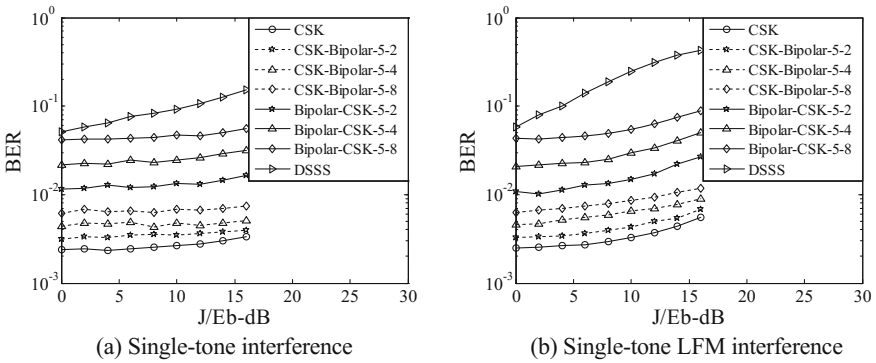 10⁰
10⁻¹
10⁻²
10⁻³
BER
0
5
10
15
20
25
30
J/Eb-dB
CSK
CSK-Bipolar-5-2
CSK-Bipolar-5-4
CSK-Bipolar-5-8
Bipolar-CSK-5-2
Bipolar-CSK-5-4
Bipolar-CSK-5-8
DSSS
(a) Single-tone interference
10⁰
10⁻¹
10⁻²
10⁻³
BER
0
5
10
15
20
25
30
J/Eb-dB
CSK
CSK-Bipolar-5-2
CSK-Bipolar-5-4
CSK-Bipolar-5-8
Bipolar-CSK-5-2
Bipolar-CSK-5-4
Bipolar-CSK-5-8
DSSS
(b) Single-tone LFM interference